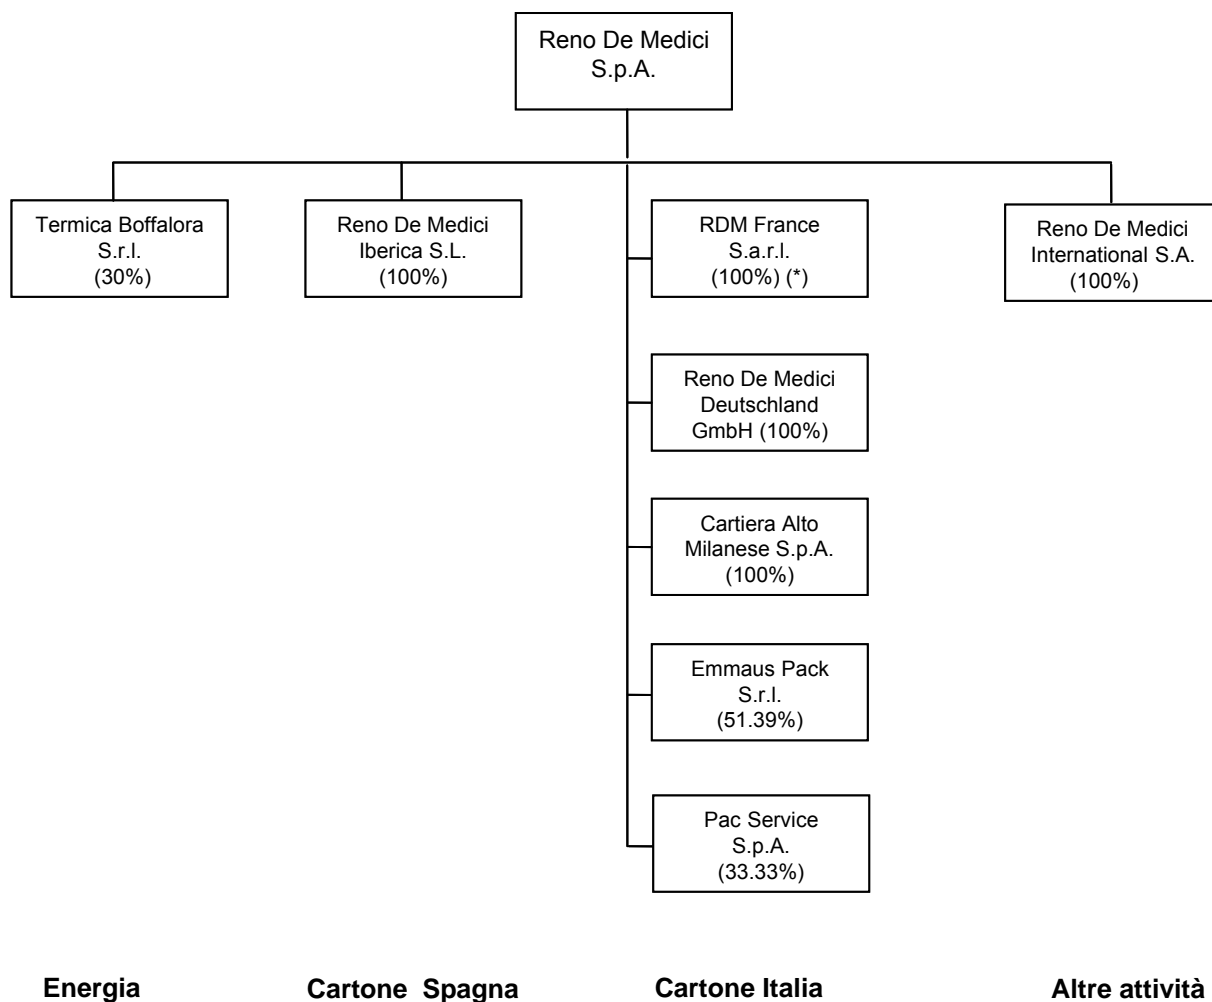 Reno De Medici
S.p.A.
Termica Boffalora
S.r.l.
(30%)
Reno De Medici
Iberica S.L.
(100%)
RDM France
S.a.r.l.
(100%) (*)
Reno De Medici
International S.A.
(100%)
Reno De Medici
Deutschland
GmbH (100%)
Cartiera Alto
Milanese S.p.A.
(100%)
Emmaus Pack
S.r.l.
(51.39%)
Pac Service
S.p.A.
(33.33%)
Energia
Cartone Spagna
Cartone Italia
Altre attività